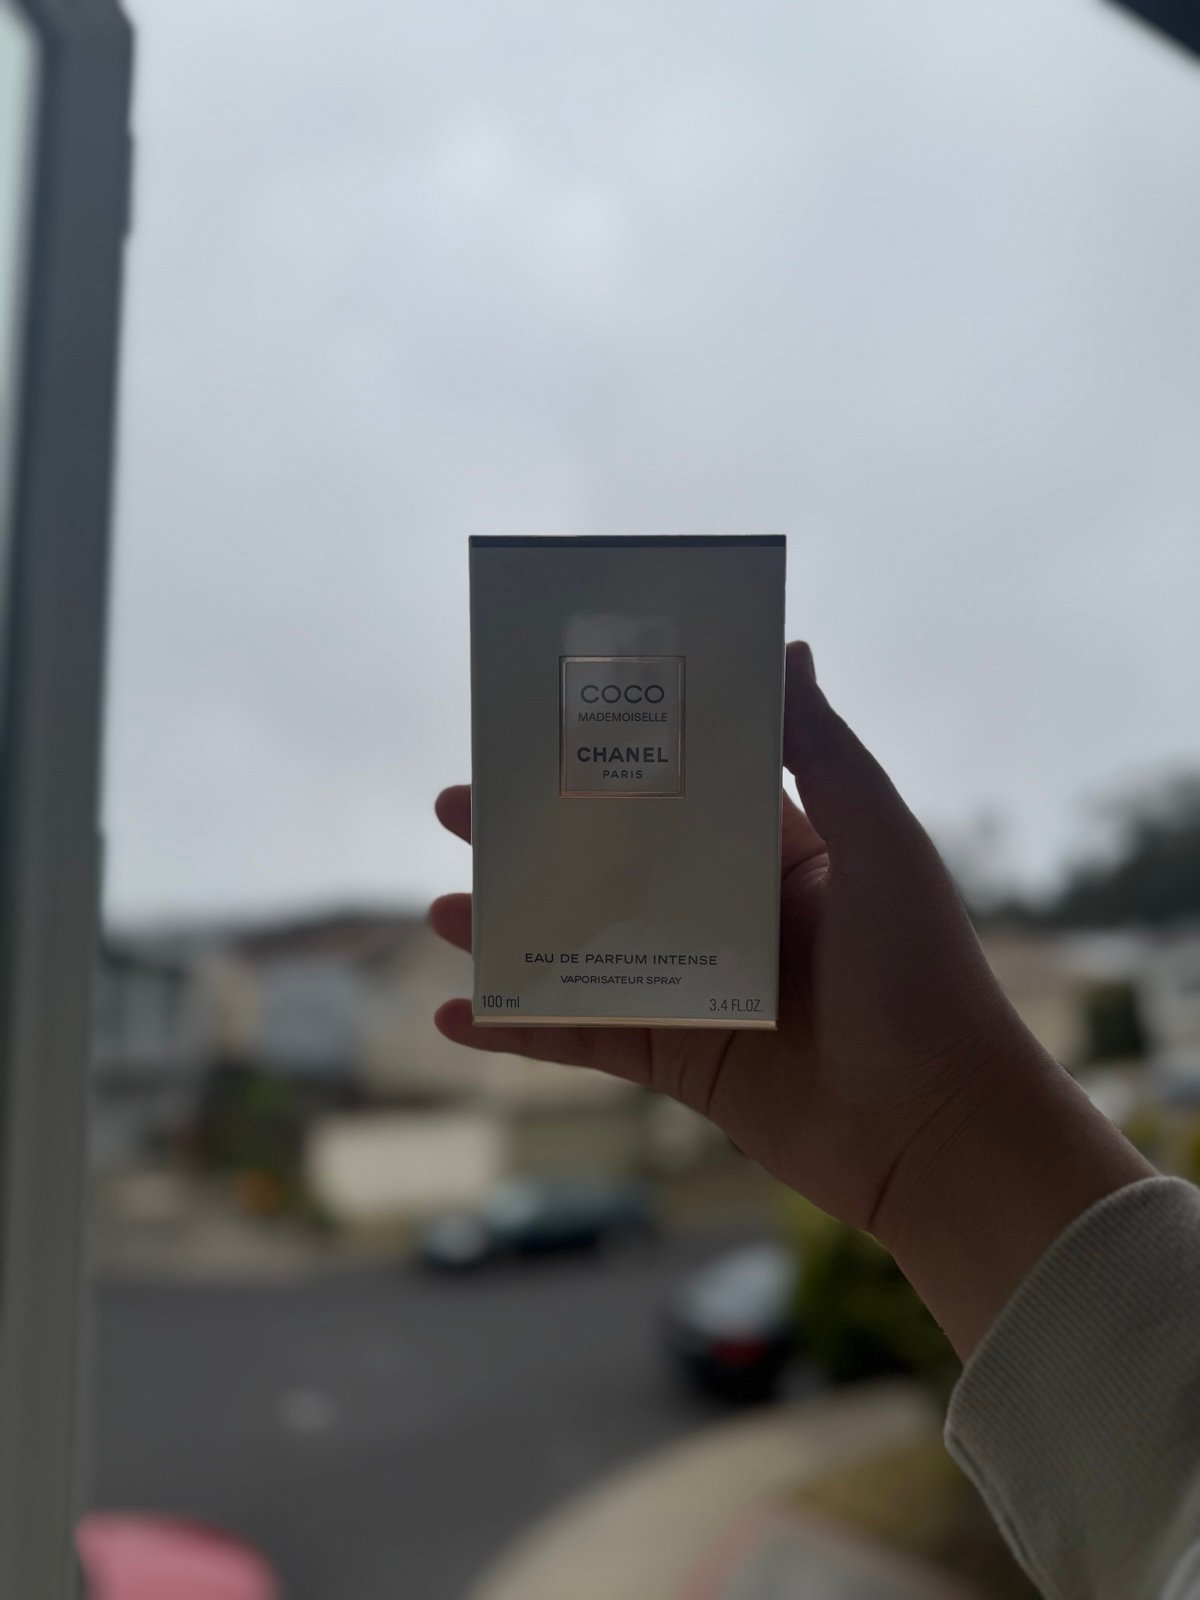 COCO
MADEMOISELLE
CHANEL
PARIS
EAU DE PARFUM INTENSE
VAPORISATEUR SPRAY
100 ml 3.4 FL.OZ.